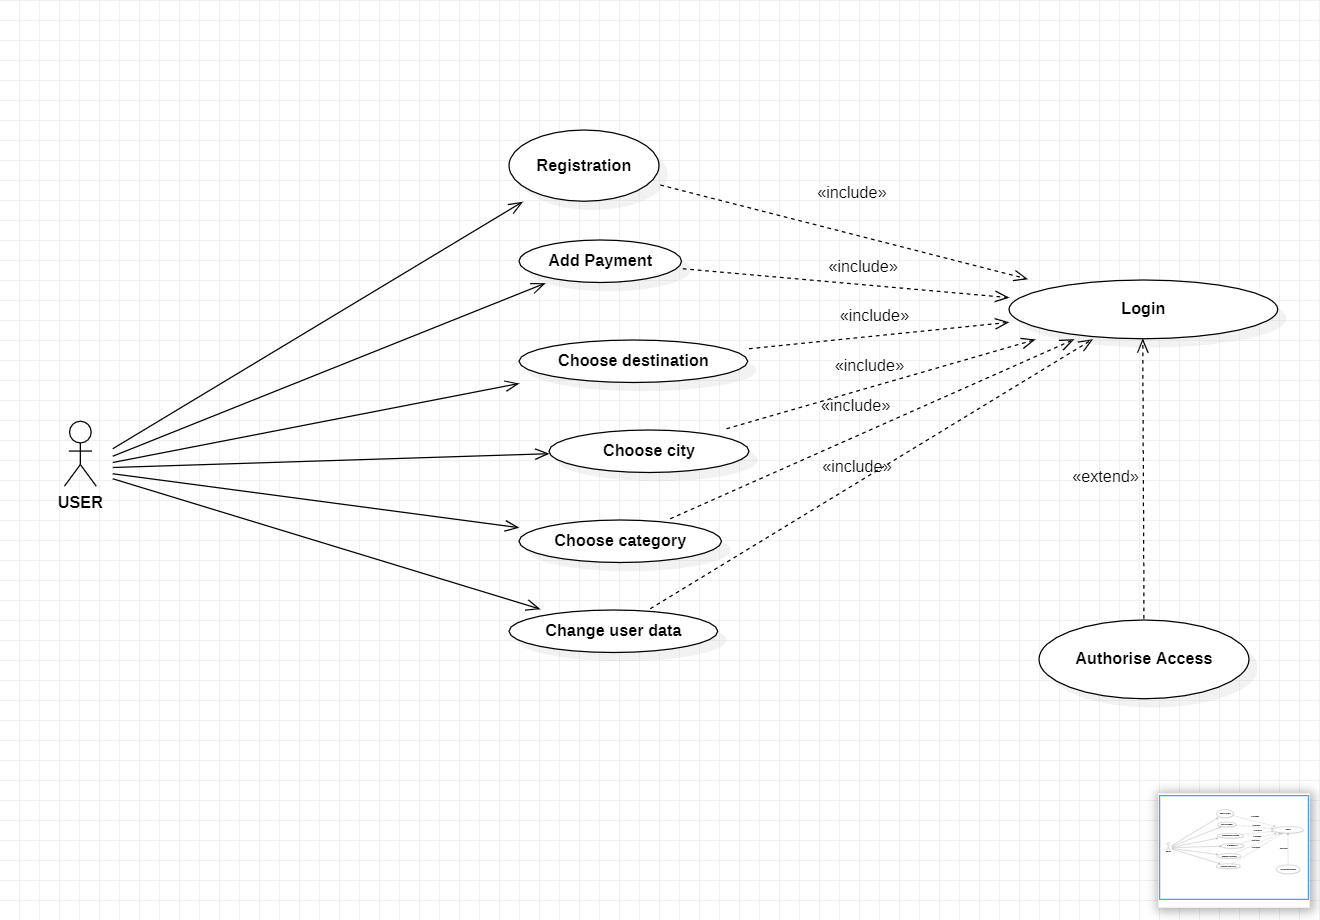 Registration
«include»
Add Payment
«include»
Login
«include»
Choose destination
«include»
«include»
Choose city
«include»
«extend»
USER
Choose category
Change user data
Authorise Access